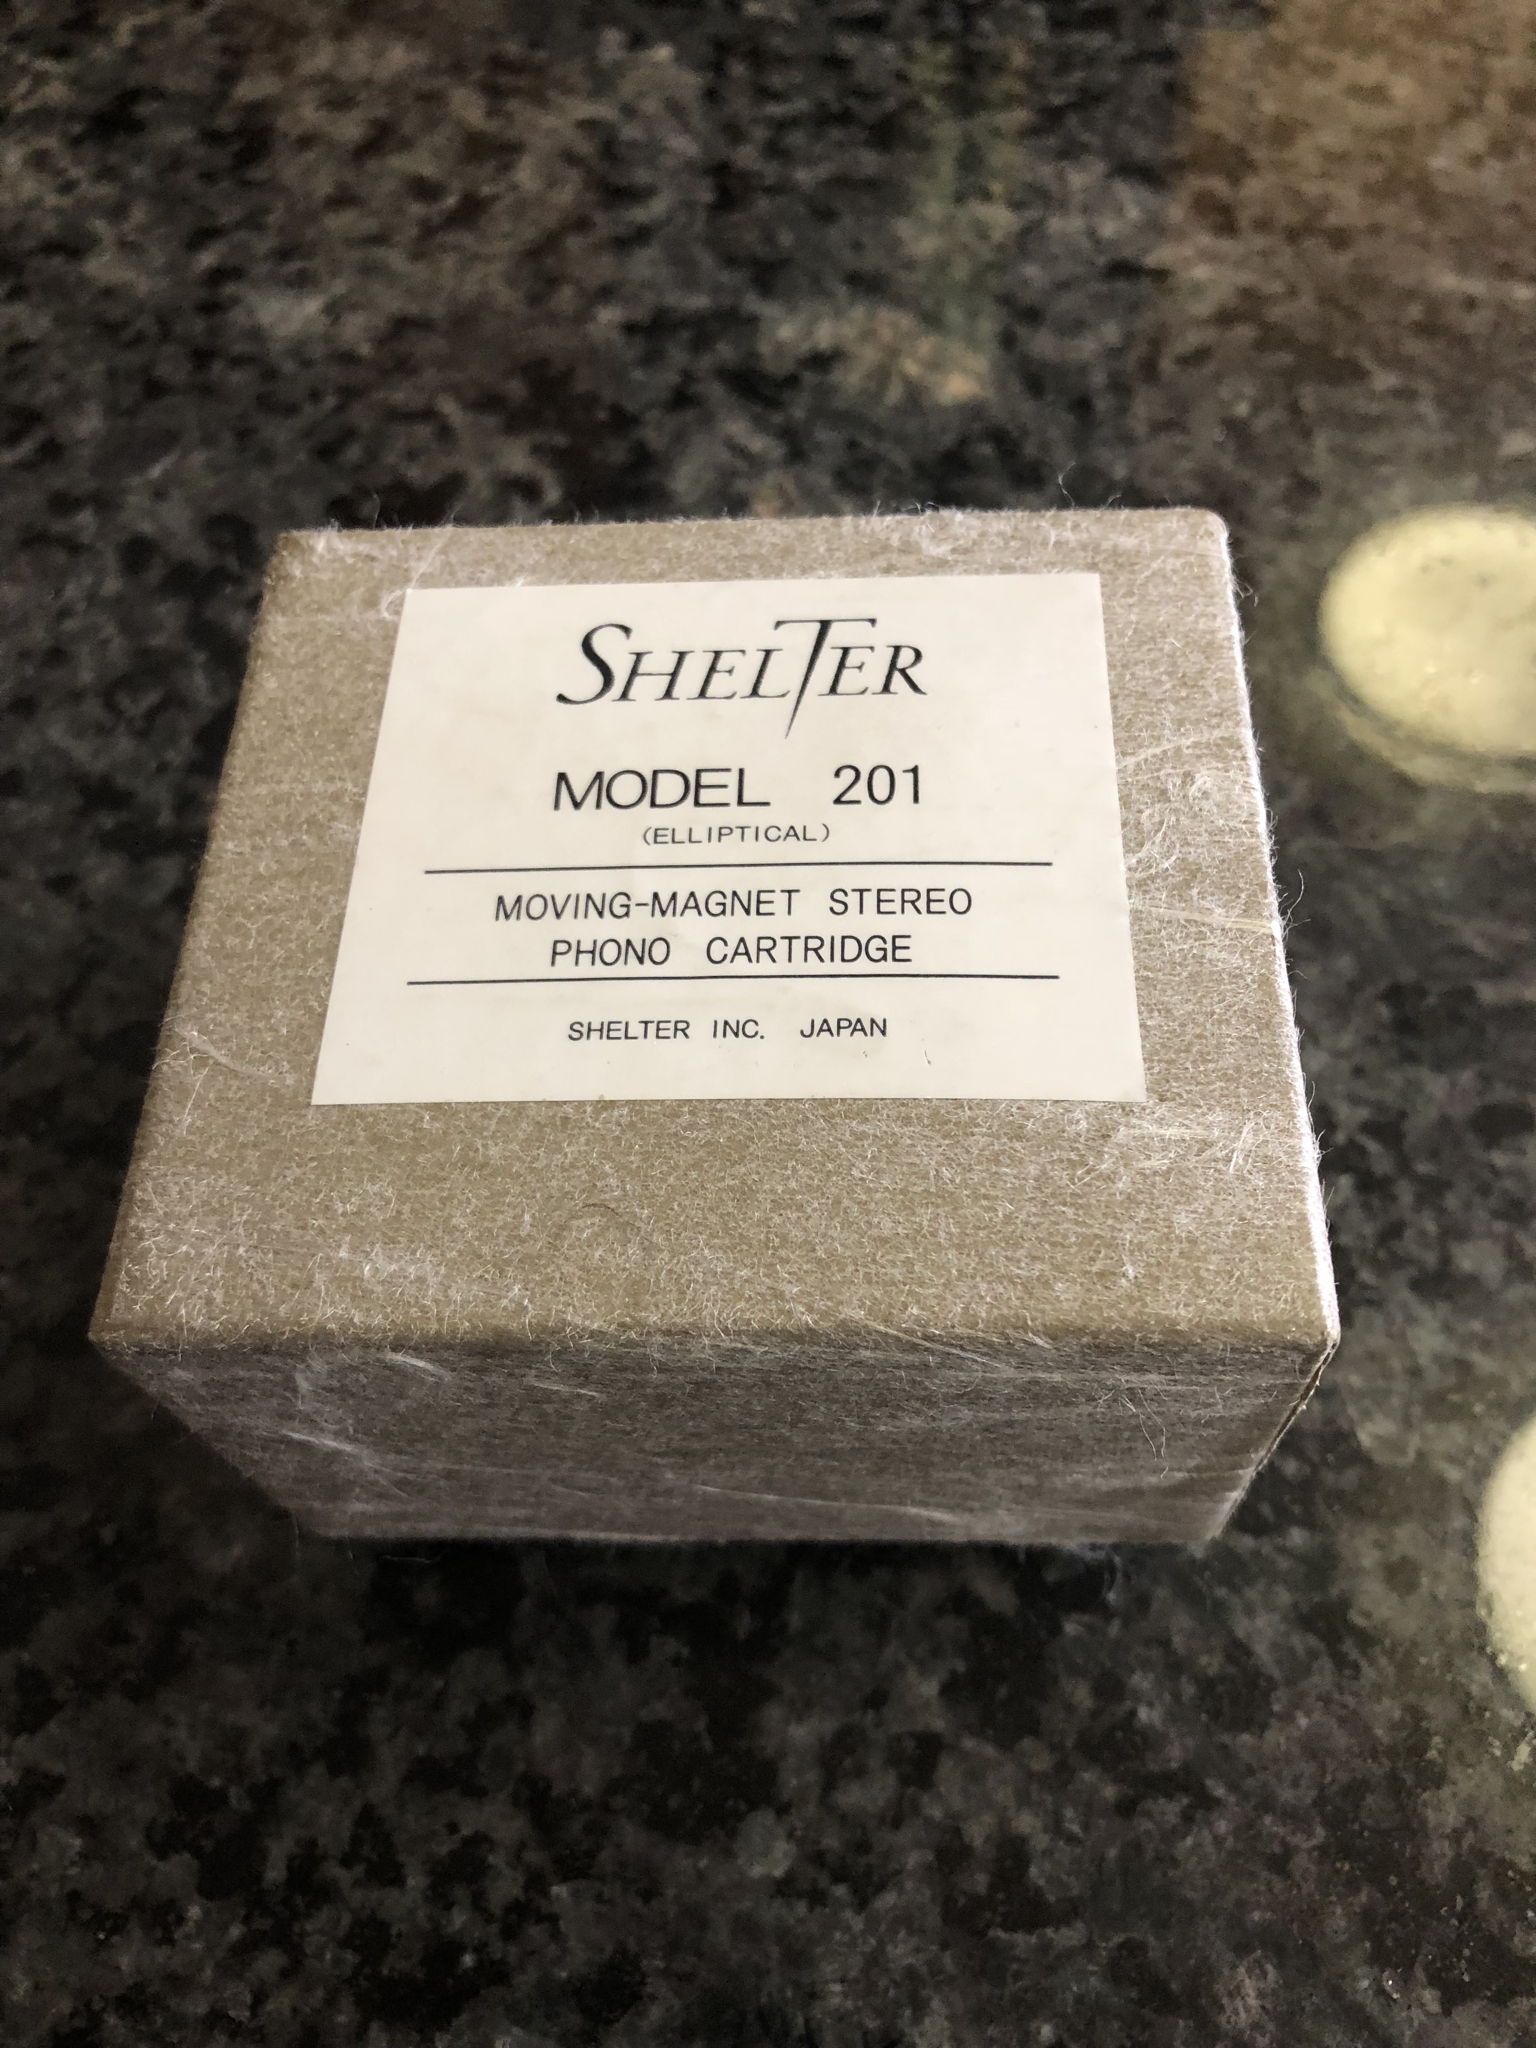 SHELTER
MODEL 201
(ELLIPTICAL)
MOVING-MAGNET STEREO
PHONO CARTRIDGE
SHELTER INC. JAPAN